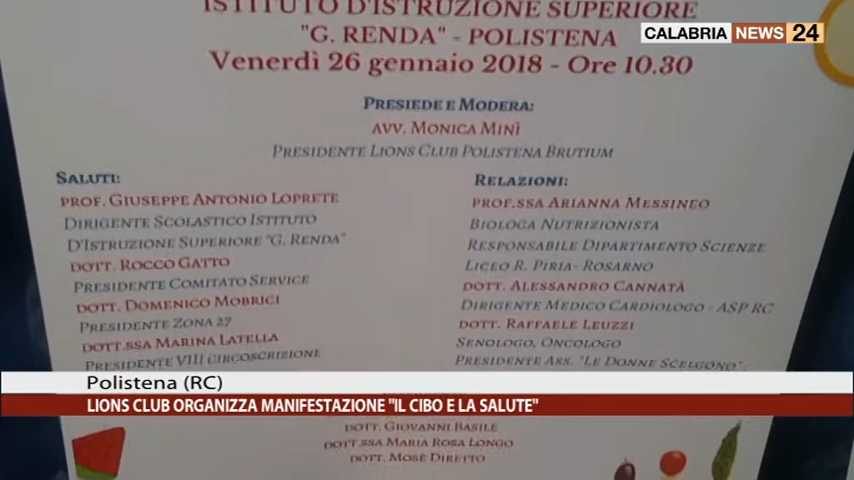 ISTITUTO D'ISTRUZIONE SUPERIORE
"G. RENDA" - POLISTENA
CALABRIA NEWS 24
Venerdì 26 gennaio 2018 - Ore 10.30
PRESIEDE E MODERA:
AVV. MONICA MINÌ
PRESIDENTE LIONS CLUB POLISTENA BRUTIUM
SALUTI:
PROF. GIUSEPPE ANTONIO LOPRETE
DIRIGENTE SCOLASTICO ISTITUTO
D'ISTRUZIONE SUPERIORE "G. RENDA"
DOTT. ROCCO GATTO
PRESIDENTE COMITATO SERVICE
DOTT. DOMENICO MOBRICI
PRESIDENTE ZONA 27
DOTT.SSA MARINA LATELLA
PRESIDENTE VIII CIRCOSCRIZIONE
RELAZIONI:
PROF.SSA ARIANNA MESSINEO
BIOLOGA NUTRIZIONISTA
RESPONSABILE DIPARTIMENTO SCIENZE
LICEO R. PIRIA- ROSARNO
DOTT. ALESSANDRO CANNATÀ
DIRIGENTE MEDICO CARDIOLOGO - ASP RC
DOTT. RAFFAELE LEUZZI
SENOLOGO, ONCOLOGO
PRESIDENTE ASS. "LE DONNE SCELGONO"
Polistena (RC)
LIONS CLUB ORGANIZZA MANIFESTAZIONE "IL CIBO E LA SALUTE"
DOTT. GIOVANNI BASILE
DOTT.SSA MARIA ROSA LONGO
DOTT. MOSÈ DIRETTO